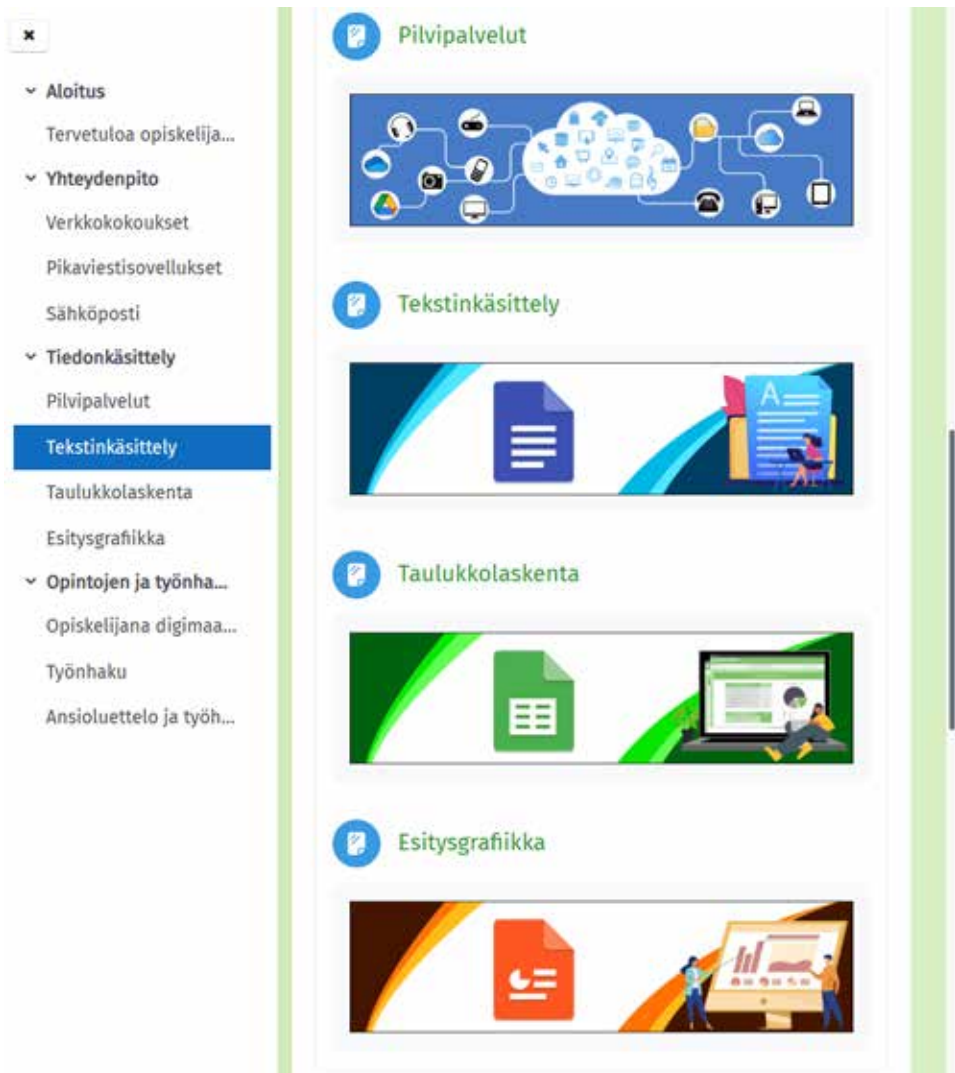 Aloitus
Tervetuloa opiskelija...
Yhteydenpito
Verkkokokoukset
Pikaviestisovellukset
Sähköposti
Tiedonkäsittely
Pilvipalvelut
Tekstinkäsittely
Taulukkolaskenta
Esitysgrafiikka
Opintojen ja työnha...
Opiskelijana digimaa...
Työnhaku
Ansioluettelo ja työh...
Pilvipalvelut
Tekstinkäsittely
A
Taulukkolaskenta
Esitysgrafiikka